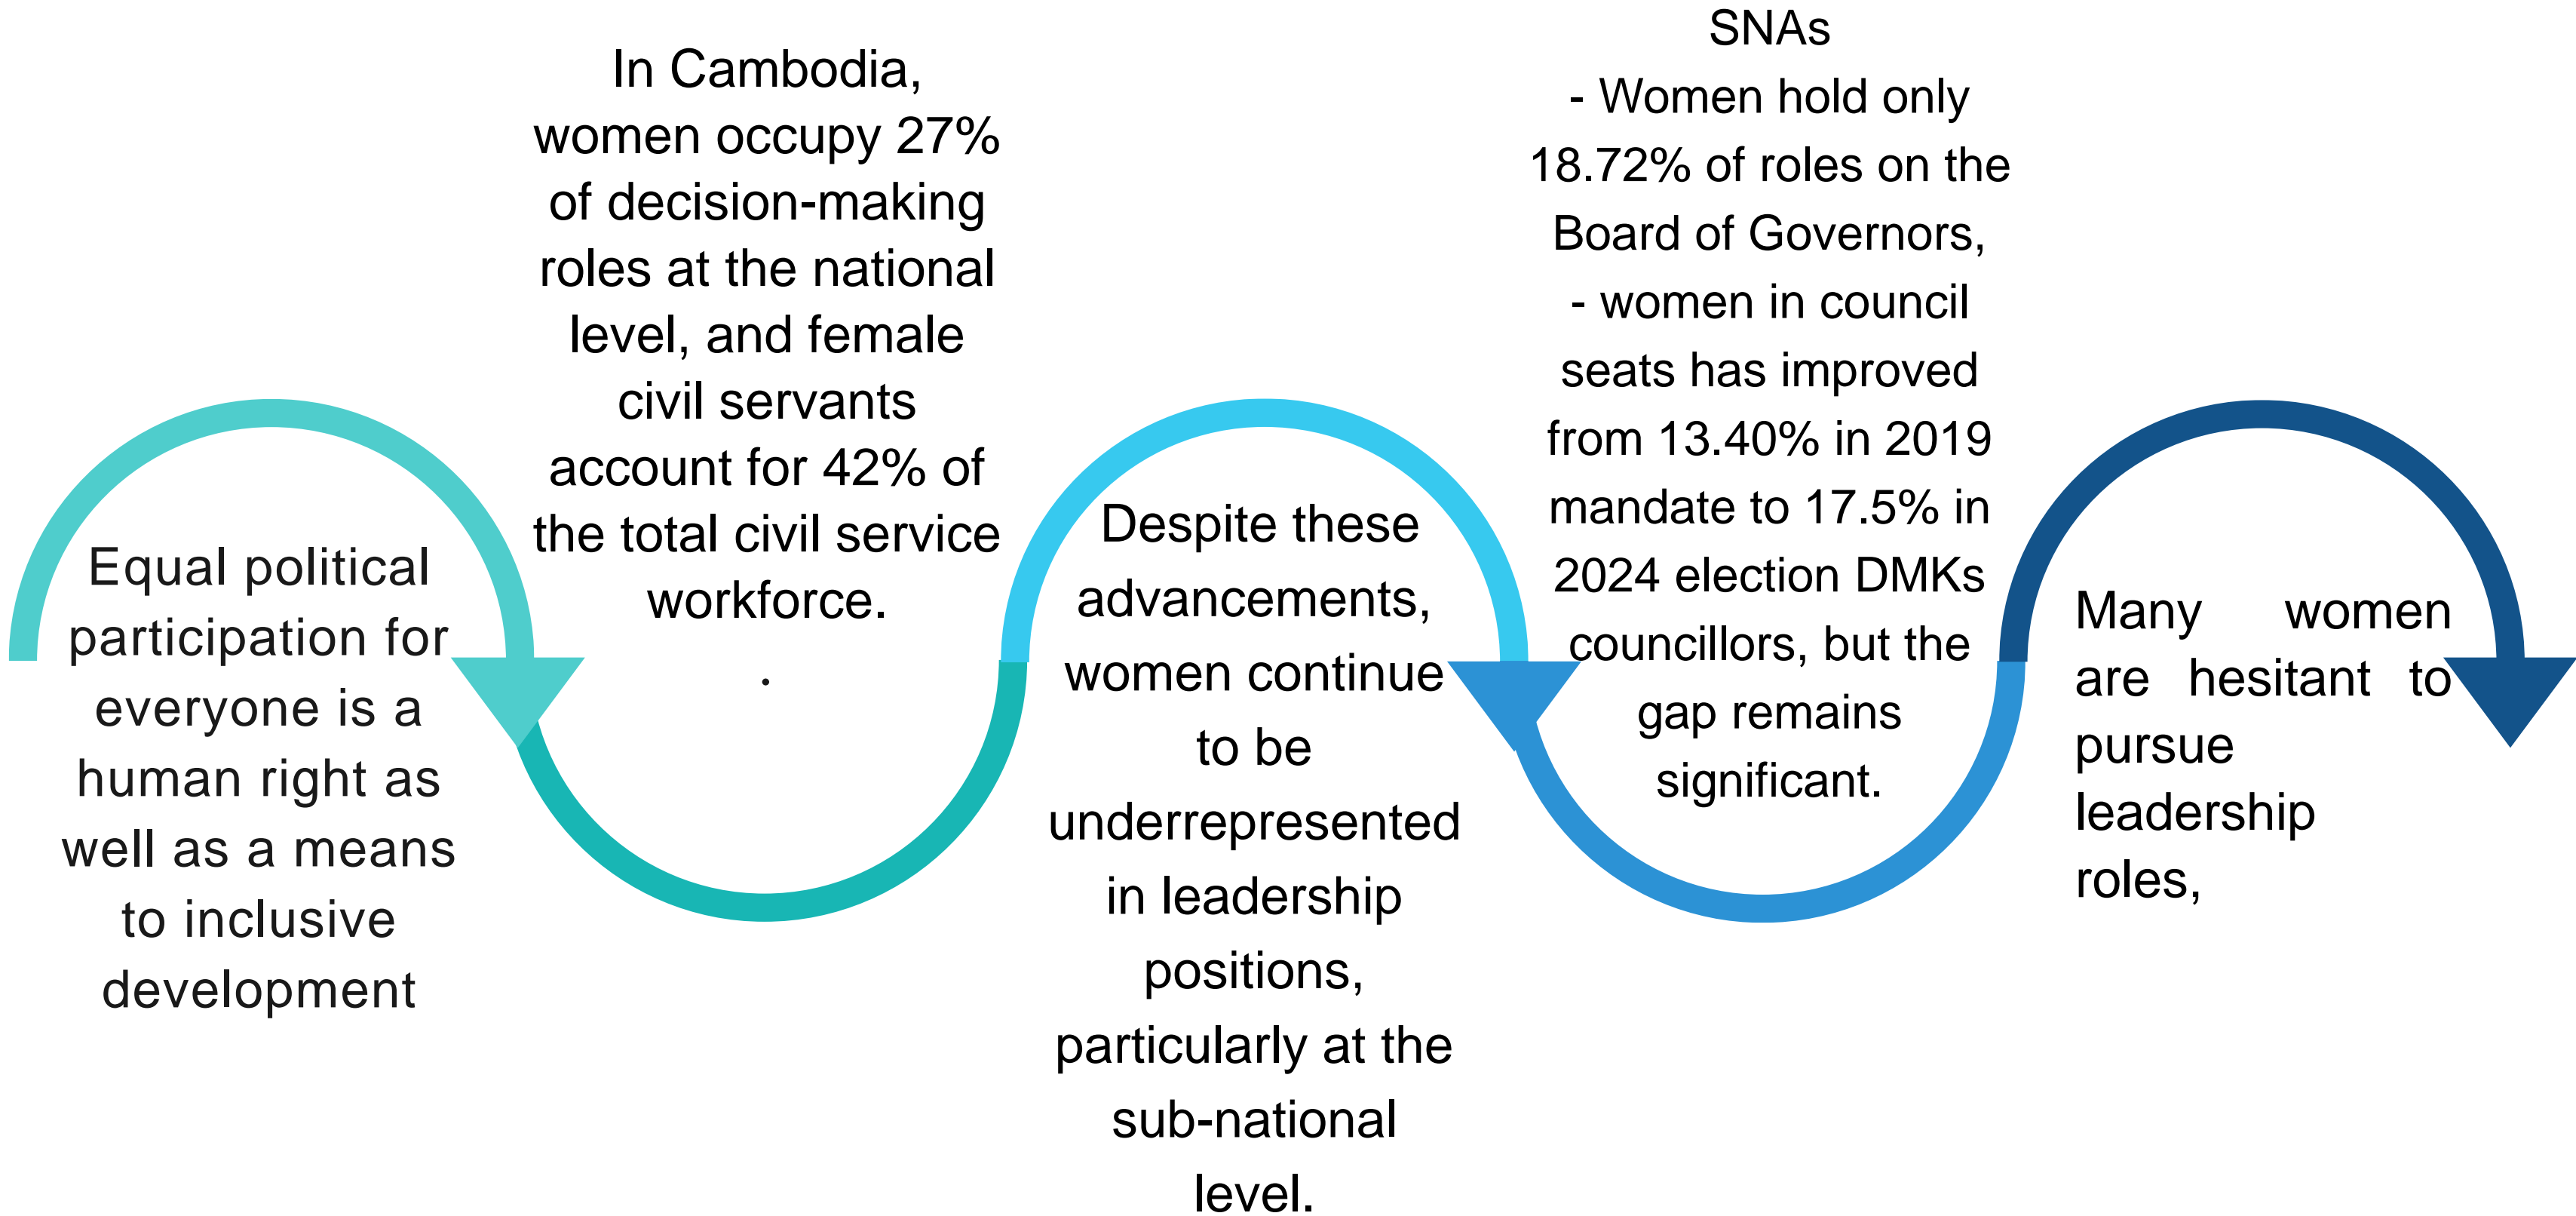 Equal political
participation for
everyone is a
human right as
well as a means
to inclusive
development
In Cambodia,
women occupy 27%
of decision-making
roles at the national
level, and female
civil servants
account for 42% of
the total civil service
workforce.
.
Despite these
advancements,
women continue
to be
underrepresented
in leadership
positions,
particularly at the
sub-national
level.
SNAs
- Women hold only
18.72% of roles on the
Board of Governors,
- women in council
seats has improved
from 13.40% in 2019
mandate to 17.5% in
2024 election DMKs
councillors, but the
gap remains
significant.
Many women
are hesitant to
pursue
leadership
roles,